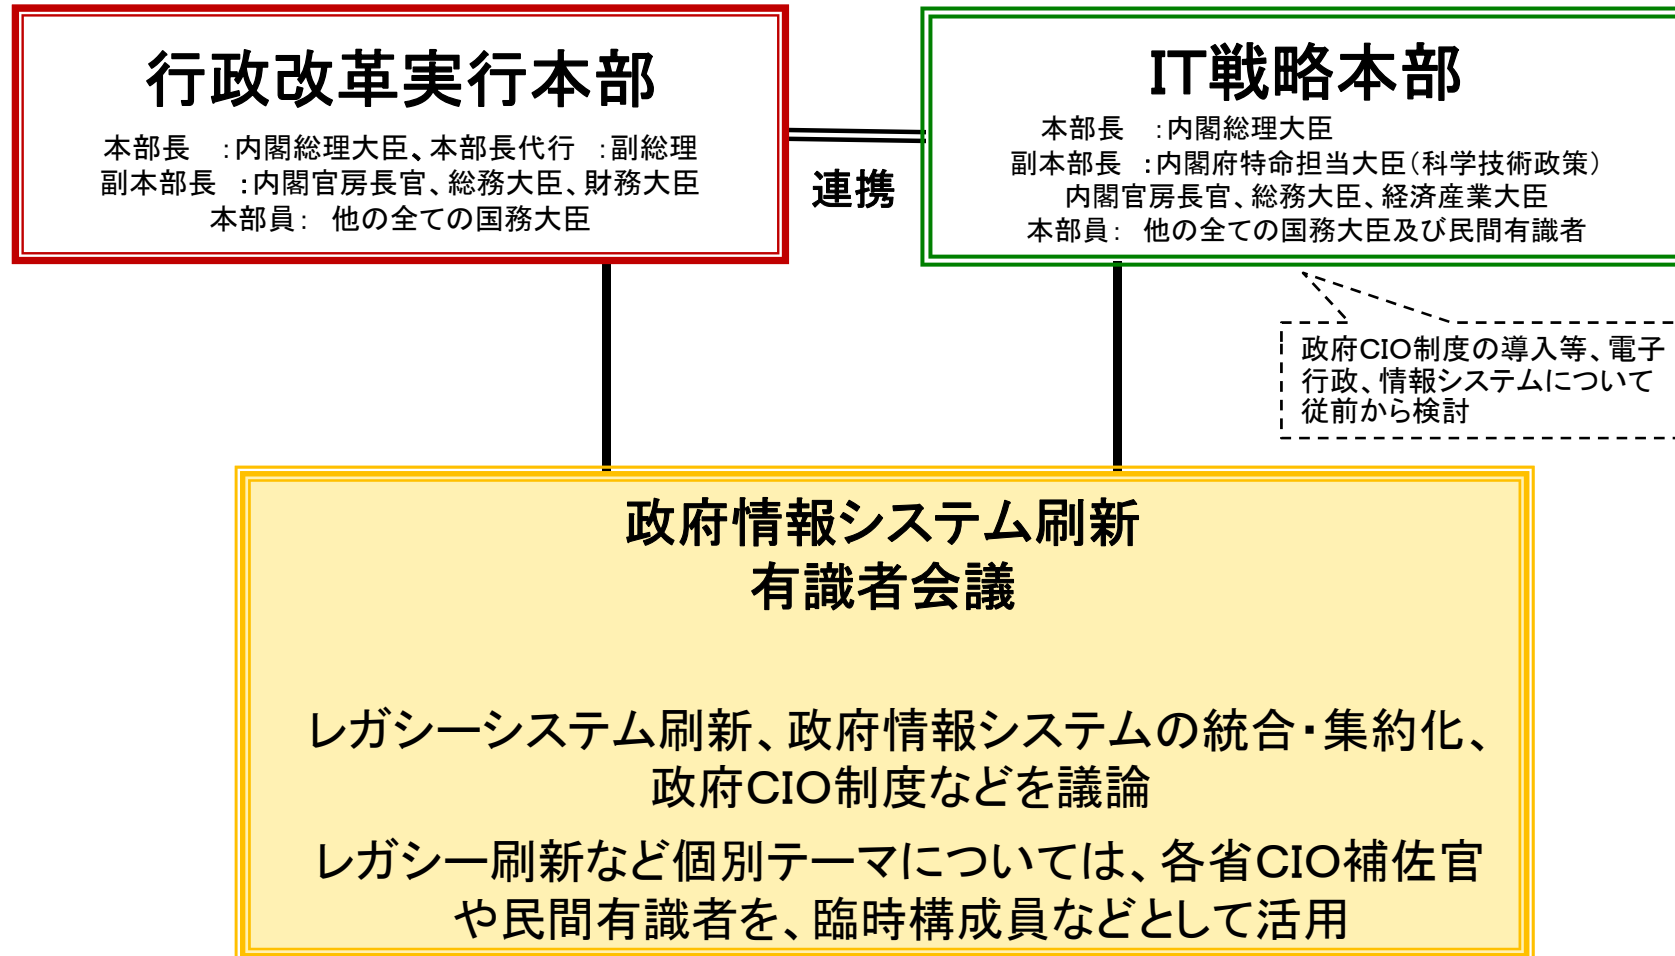 行政改革実行本部
本部長　：内閣総理大臣、本部長代行　：副総理
副本部長　：内閣官房長官、総務大臣、財務大臣
本部員：　他の全ての国務大臣
連携
IT戦略本部
本部長　：内閣総理大臣
副本部長　：内閣府特命担当大臣（科学技術政策）
内閣官房長官、総務大臣、経済産業大臣
本部員：　他の全ての国務大臣及び民間有識者
政府CIO制度の導入等、電子
行政、情報システムについて
従前から検討
政府情報システム刷新
有識者会議
レガシーシステム刷新、政府情報システムの統合・集約化、
政府CIO制度などを議論
レガシー刷新など個別テーマについては、各省CIO補佐官
や民間有識者を、臨時構成員などとして活用